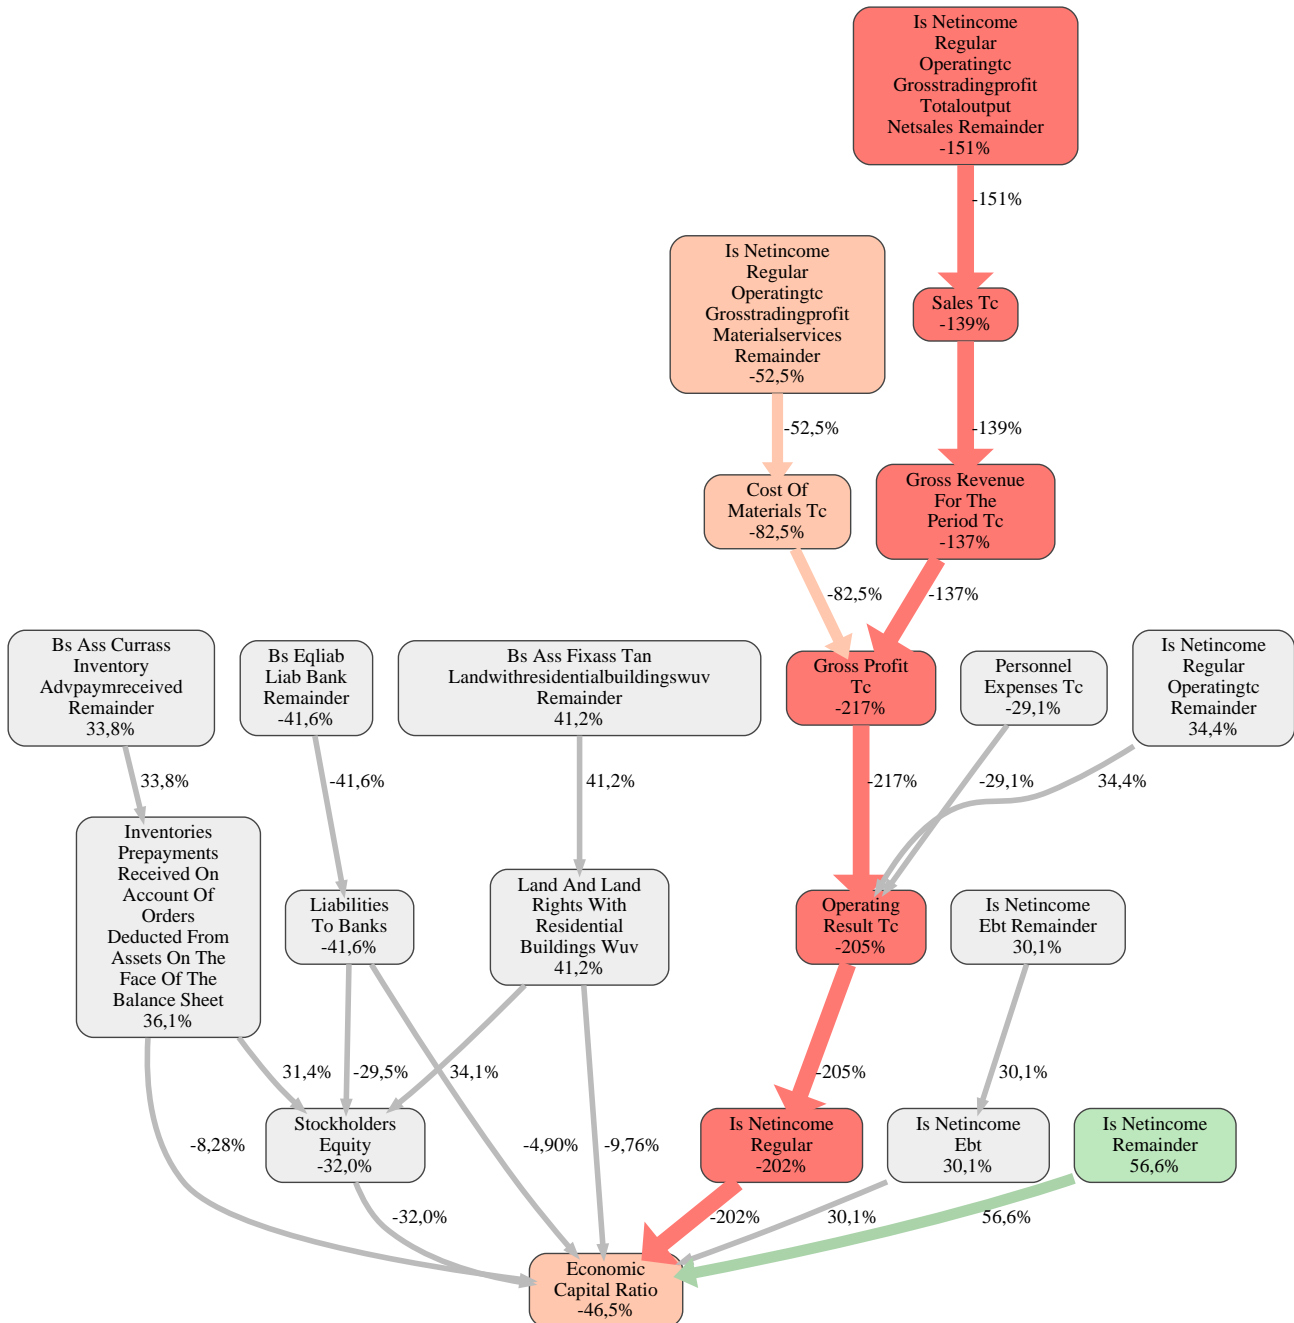 Is Netincome
Regular
Operatingtc
Grosstradingprofit
Totaloutput
Netsales Remainder
-151%
-151%
Is Netincome
Regular
Operatingtc
Grosstradingprofit
Materialservices
Remainder
-52,5%
Sales Tc
-139%
-52,5%
-139%
Cost Of
Materials Tc
-82,5%
Gross Revenue
For The
Period Tc
-137%
-82,5%
-137%
Bs Ass Currass
Inventory
Advpaymreceived
Remainder
33,8%
Bs Eqliab
Liab Bank
Remainder
-41,6%
Bs Ass Fixass Tan
Landwithresidentialbuildingswuv
Remainder
41,2%
Gross Profit
Tc
-217%
Personnel
Expenses Tc
-29,1%
Is Netincome
Regular
Operatingtc
Remainder
34,4%
33,8%
-41,6%
41,2%
-217%
-29,1%
34,4%
Inventories
Prepayments
Received On
Account Of
Orders
Deducted From
Assets On The
Face Of The
Balance Sheet
36,1%
Liabilities
To Banks
-41,6%
Land And Land
Rights With
Residential
Buildings Wuv
41,2%
Operating
Result Tc
-205%
Is Netincome
Ebt Remainder
30,1%
31,4%
-29,5%
34,1%
-205%
30,1%
Stockholders
Equity
-32,0%
Is Netincome
Regular
-202%
Is Netincome
Ebt
30,1%
Is Netincome
Remainder
56,6%
-8,28%
-4,90%
-9,76%
-32,0%
-202%
30,1%
56,6%
Economic
Capital Ratio
-46,5%